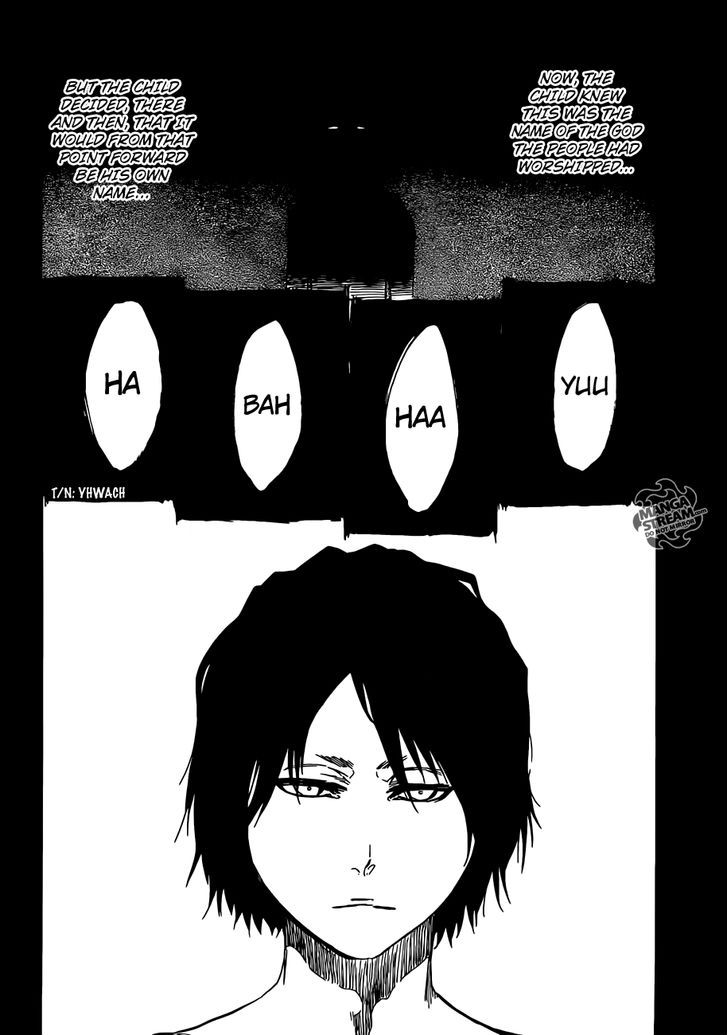 NOW, THE
CHILD KNEW
THIS WAS THE
NAME OF THE GOD
THE PEOPLE HAD
WORSHIPPED...
BUT THE CHILD
DECIDED, THERE
AND THEN, THAT IT
WOULD FROM THAT
POINT FORWARD
BE HIS OWN
NAME...
YUU
HAA
BAH
HA
T/N: YHWACH
MANGA
STREAM.com
DO NOT MIRROR!